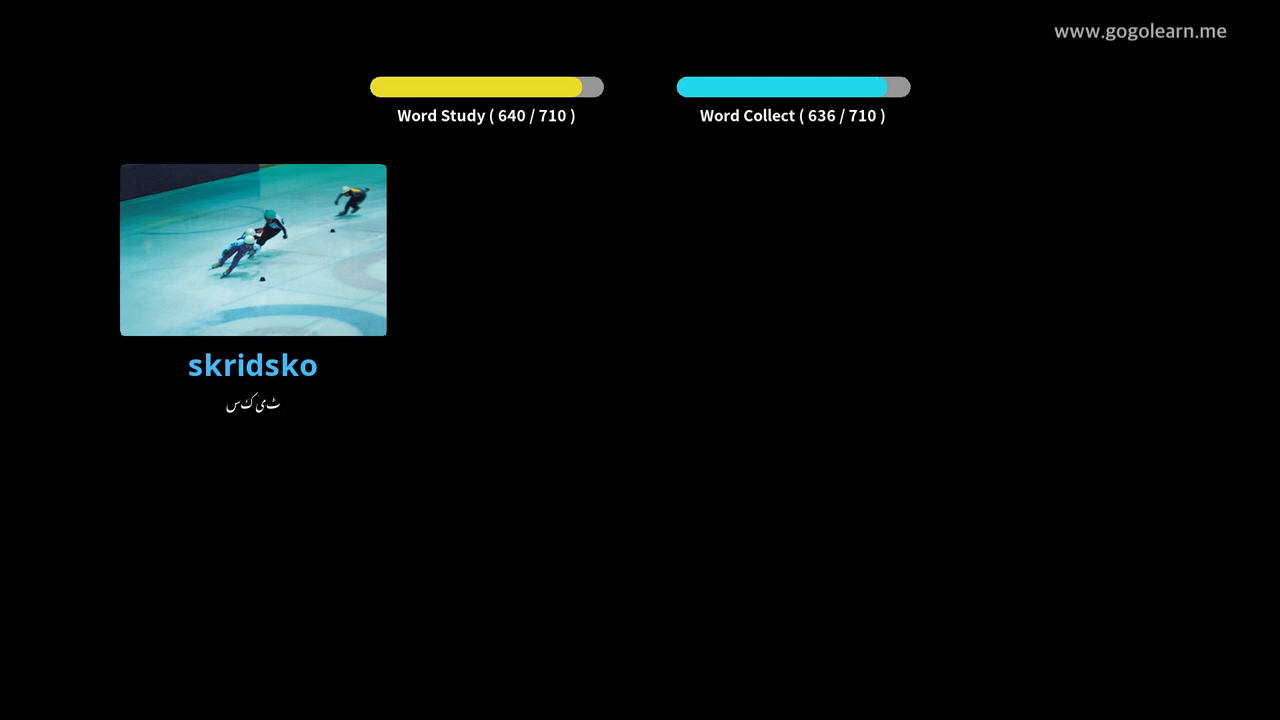 www.gogolearn.me
Word Study ( 640 / 710 )
Word Collect ( 636 / 710 )
skridsko
ٹ ی ک س